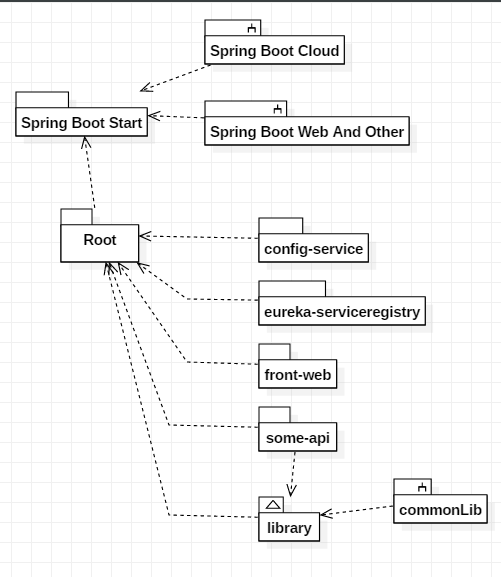 Spring Boot Cloud
Spring Boot Start
Spring Boot Web And Other
Root
config-service
eureka-serviceregistry
front-web
some-api
commonLib
library